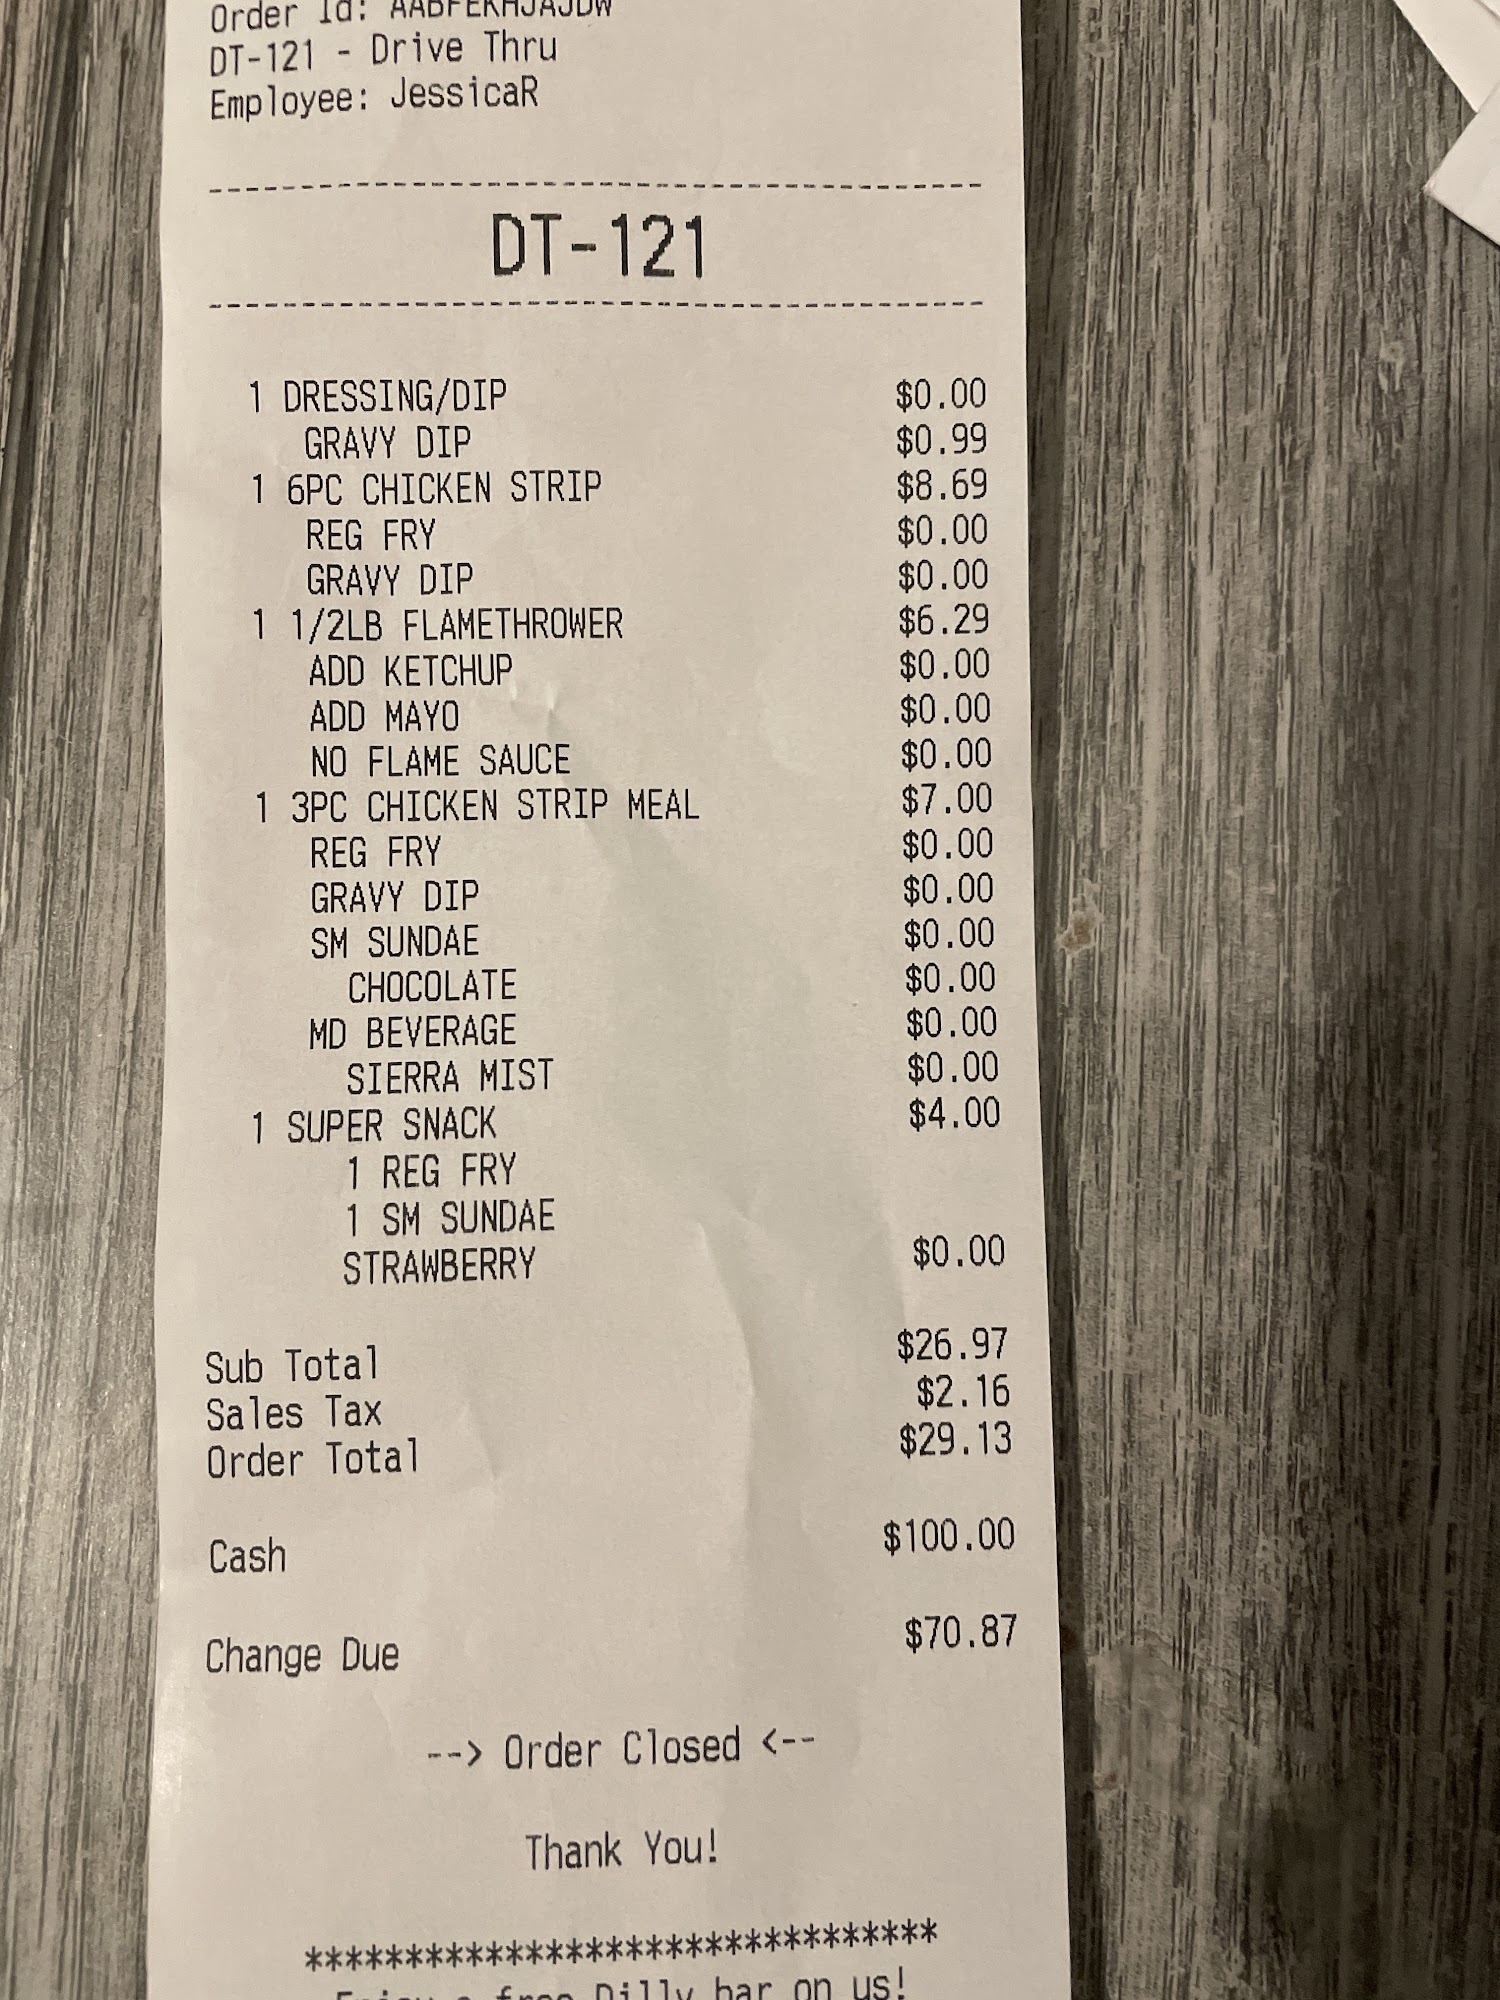 Order Id: AABFEKHJAJDW
DT-121 - Drive Thru
Employee: JessicaR
--------------------------------
DT-121
--------------------------------
1 DRESSING/DIP $0.00
GRAVY DIP $0.99
1 6PC CHICKEN STRIP $8.69
REG FRY $0.00
GRAVY DIP $0.00
1 1/2LB FLAMETHROWER $6.29
ADD KETCHUP $0.00
ADD MAYO $0.00
NO FLAME SAUCE $0.00
1 3PC CHICKEN STRIP MEAL $7.00
REG FRY $0.00
GRAVY DIP $0.00
SM SUNDAE $0.00
CHOCOLATE $0.00
MD BEVERAGE $0.00
SIERRA MIST $0.00
1 SUPER SNACK $4.00
1 REG FRY
1 SM SUNDAE
STRAWBERRY $0.00
Sub Total $26.97
Sales Tax $2.16
Order Total $29.13
Cash $100.00
Change Due $70.87
--> Order Closed <--
Thank You!
********************************
Enjoy a free Dilly bar on us!